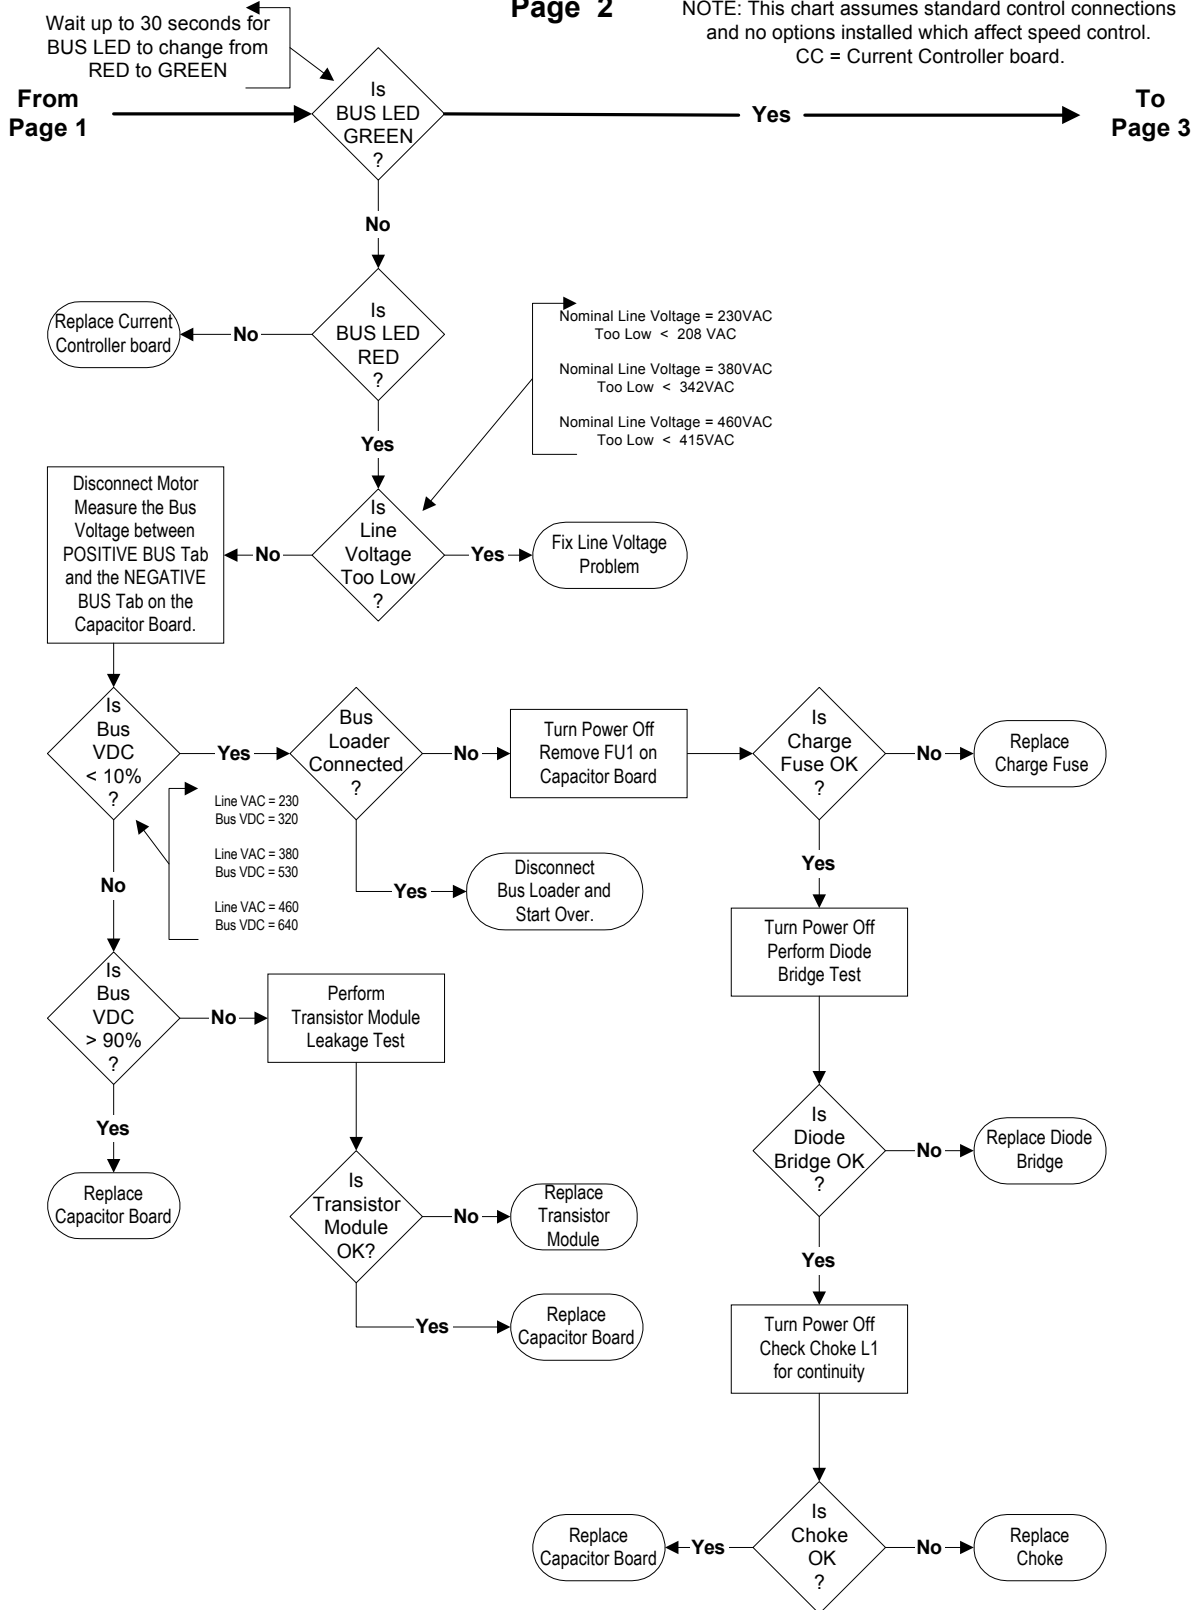 Page 2
NOTE: This chart assumes standard control connections
and no options installed which affect speed control.
CC = Current Controller board.
Wait up to 30 seconds for
BUS LED to change from
RED to GREEN
From
Page 1
Is
BUS LED
GREEN
?
Yes
To
Page 3
No
Is
BUS LED
RED
?
No
Replace Current
Controller board
Nominal Line Voltage = 230VAC
Too Low < 208 VAC
Nominal Line Voltage = 380VAC
Too Low < 342VAC
Nominal Line Voltage = 460VAC
Too Low < 415VAC
Yes
Is
Line
Voltage
Too Low
?
Yes
Fix Line Voltage
Problem
No
Disconnect Motor
Measure the Bus
Voltage between
POSITIVE BUS Tab
and the NEGATIVE
BUS Tab on the
Capacitor Board.
Is
Bus
VDC
< 10%
?
Yes
Bus
Loader
Connected
?
No
Turn Power Off
Remove FU1 on
Capacitor Board
Is
Charge
Fuse OK
?
No
Replace
Charge Fuse
Line VAC = 230
Bus VDC = 320
Line VAC = 380
Bus VDC = 530
Line VAC = 460
Bus VDC = 640
Yes
Disconnect
Bus Loader and
Start Over.
Yes
Turn Power Off
Perform Diode
Bridge Test
No
Is
Bus
VDC
> 90%
?
No
Perform
Transistor Module
Leakage Test
Yes
Replace
Capacitor Board
Is
Transistor
Module
OK?
No
Replace
Transistor
Module
Yes
Replace
Capacitor Board
Is
Diode
Bridge OK
?
No
Replace Diode
Bridge
Yes
Turn Power Off
Check Choke L1
for continuity
Is
Choke
OK
?
Yes
Replace
Capacitor Board
No
Replace
Choke